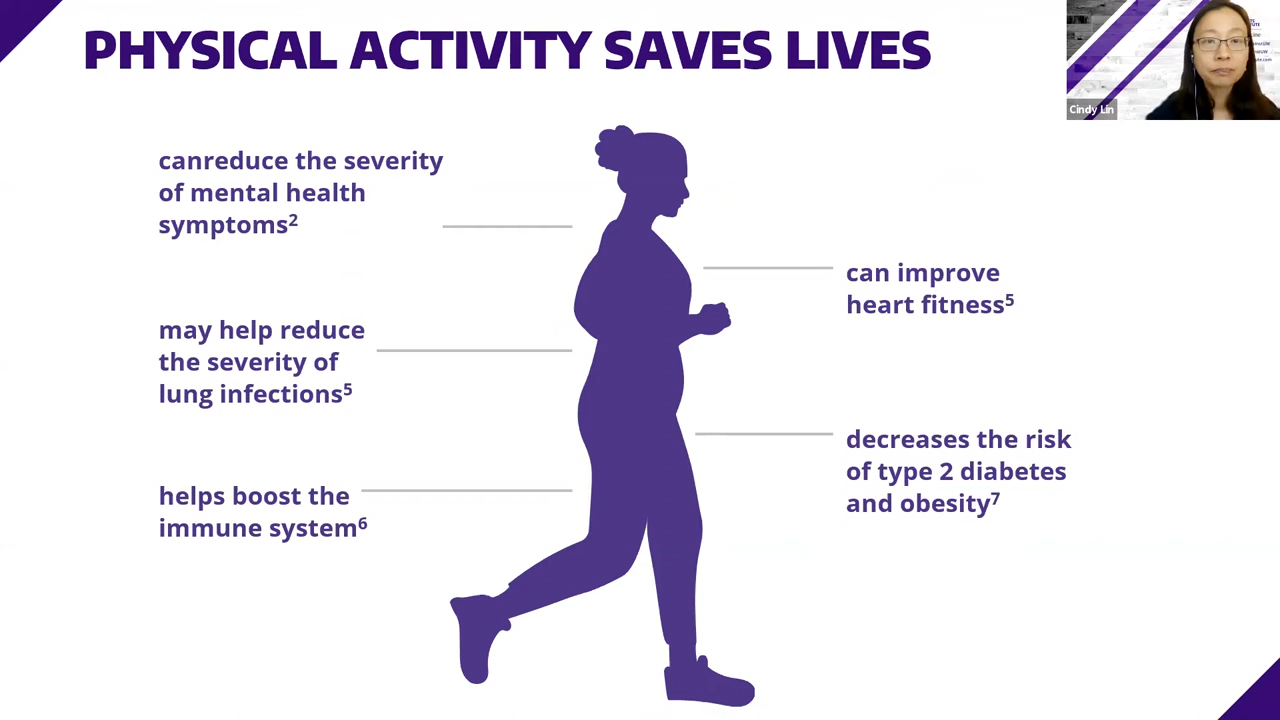 PHYSICAL ACTIVITY SAVES LIVES
canreduce the severity
of mental health
symptoms²
may help reduce
the severity of
lung infections⁵
helps boost the
immune system⁶
can improve
heart fitness⁵
decreases the risk
of type 2 diabetes
and obesity⁷
Cindy Lin